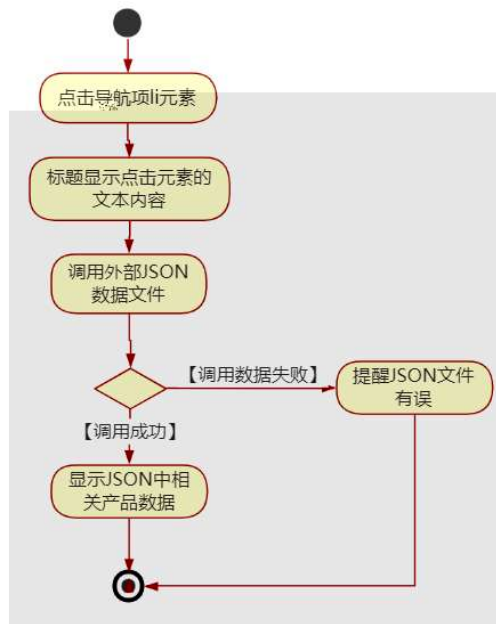 点击导航项li元素
标题显示点击元素的
文本内容
调用外部JSON
数据文件
【调用数据失败】
提醒JSON文件
有误
【调用成功】
显示JSON中相
关产品数据